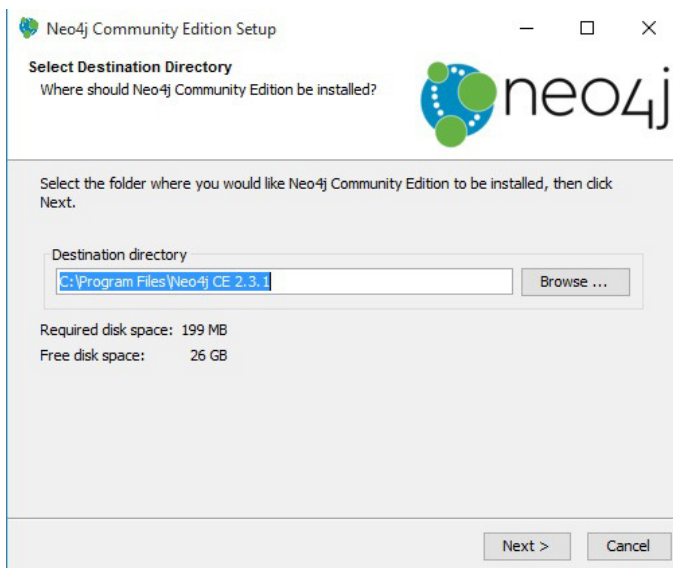 Neo4j Community Edition Setup
Select Destination Directory
Where should Neo4j Community Edition be installed?
neo4j
Select the folder where you would like Neo4j Community Edition to be installed, then click
Next.
Destination directory
C:\Program Files\Neo4j CE 2.3.1
Browse ...
Required disk space: 199 MB
Free disk space: 26 GB
Next >
Cancel